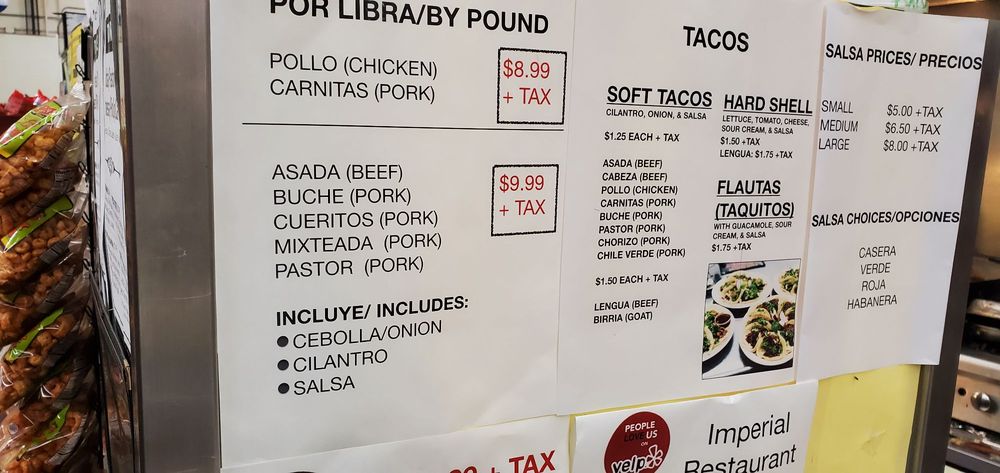 POR LIBRA/BY POUND
POLLO (CHICKEN)
CARNITAS (PORK)
$8.99
+ TAX
ASADA (BEEF)
BUCHE (PORK)
CUERITOS (PORK)
MIXTEADA (PORK)
PASTOR (PORK)
$9.99
+ TAX
INCLUYE/ INCLUDES:
● CEBOLLA/ONION
● CILANTRO
● SALSA
TACOS
SOFT TACOS
CILANTRO, ONION, & SALSA
$1.25 EACH + TAX
ASADA (BEEF)
CABEZA (BEEF)
POLLO (CHICKEN)
CARNITAS (PORK)
BUCHE (PORK)
PASTOR (PORK)
CHORIZO (PORK)
CHILE VERDE (PORK)
$1.50 EACH + TAX
LENGUA (BEEF)
BIRRIA (GOAT)
HARD SHELL
LETTUCE, TOMATO, CHEESE,
SOUR CREAM, & SALSA
$1.50 +TAX
LENGUA: $1.75 +TAX
FLAUTAS
(TAQUITOS)
WITH GUACAMOLE, SOUR
CREAM, & SALSA
$1.75 +TAX
SALSA PRICES/ PRECIOS
SMALL $5.00 +TAX
MEDIUM $6.50 +TAX
LARGE $8.00 +TAX
SALSA CHOICES/OPCIONES
CASERA
VERDE
ROJA
HABANERA
+ TAX
PEOPLE
LOVE US
ON
yelp
Imperial
Restaurant